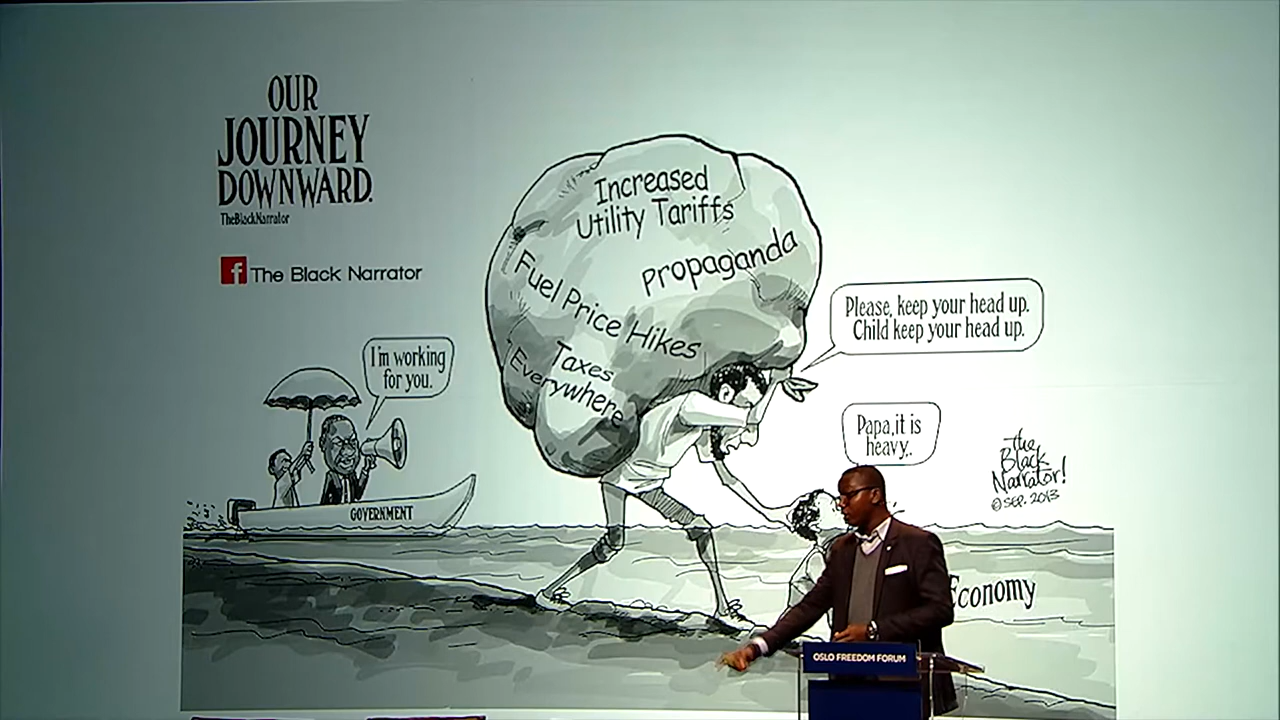 OUR
JOURNEY
DOWNWARD.
TheBlackNarrator
f The Black Narrator
I'm working
for you.
GOVERNMENT
Increased
Utility Tariffs
Propaganda
Fuel Price Hikes
Taxes
Everywhere
Please, keep your head up.
Child keep your head up.
Papa, it is
heavy..
the
Black
Narrator!
© SEP. 2013
Economy
OSLO FREEDOM FORUM